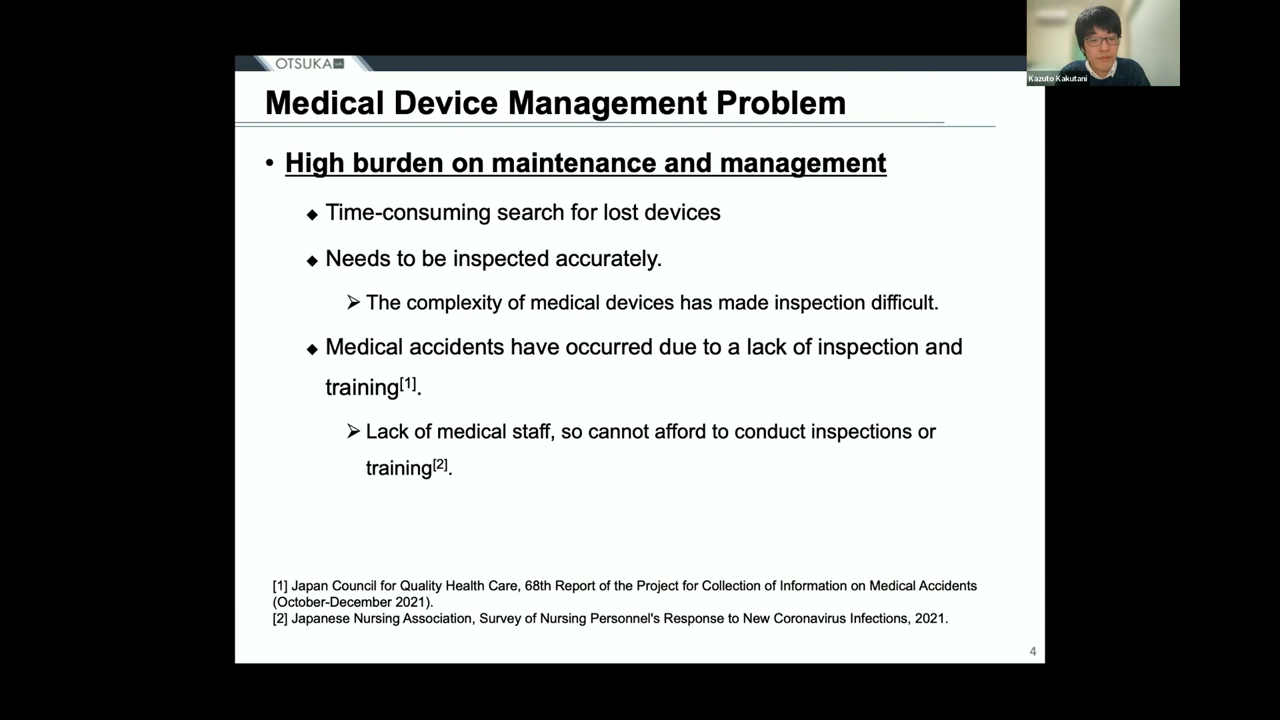 OTSUKA
Kazuto Kakutani
Medical Device Management Problem
• High burden on maintenance and management
◆ Time-consuming search for lost devices
◆ Needs to be inspected accurately.
➢ The complexity of medical devices has made inspection difficult.
◆ Medical accidents have occurred due to a lack of inspection and
training[1].
➢ Lack of medical staff, so cannot afford to conduct inspections or
training[2].
[1] Japan Council for Quality Health Care, 68th Report of the Project for Collection of Information on Medical Accidents
(October-December 2021).
[2] Japanese Nursing Association, Survey of Nursing Personnel's Response to New Coronavirus Infections, 2021.
4